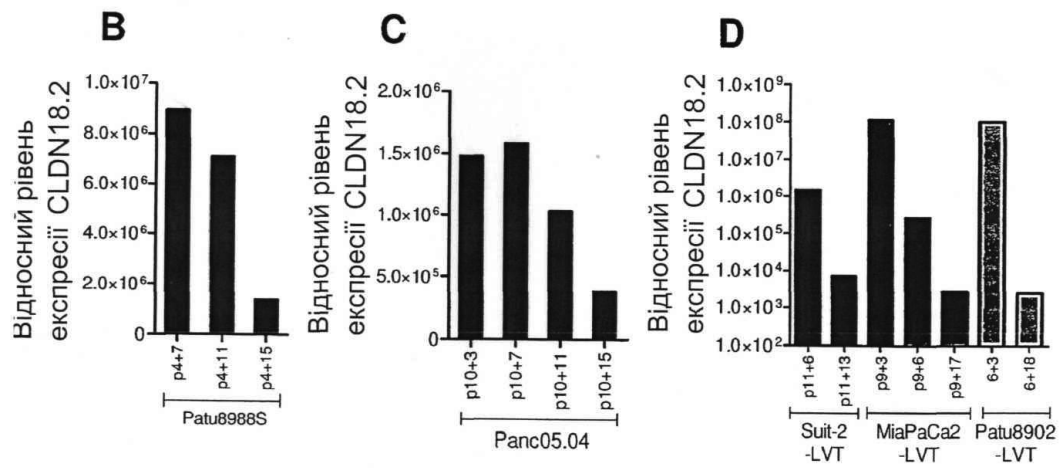 B
Відносний рівень
експресії CLDN18.2
1.0×10⁷
8.0×10⁶
6.0×10⁶
4.0×10⁶
2.0×10⁶
0
p4+7
p4+11
p4+15
Patu8988S
C
Відносний рівень
експресії CLDN18.2
2.0×10⁶
1.5×10⁶
1.0×10⁶
5.0×10⁵
0
p10+3
p10+7
p10+11
p10+15
Panc05.04
D
Відносний рівень
експресії CLDN18.2
1.0×10⁹
1.0×10⁸
1.0×10⁷
1.0×10⁶
1.0×10⁵
1.0×10⁴
1.0×10³
1.0×10²
p11+6
p11+13
p9+3
p9+6
p9+17
6+3
6+18
Suit-2
-LVT
MiaPaCa2
-LVT
Patu8902
-LVT